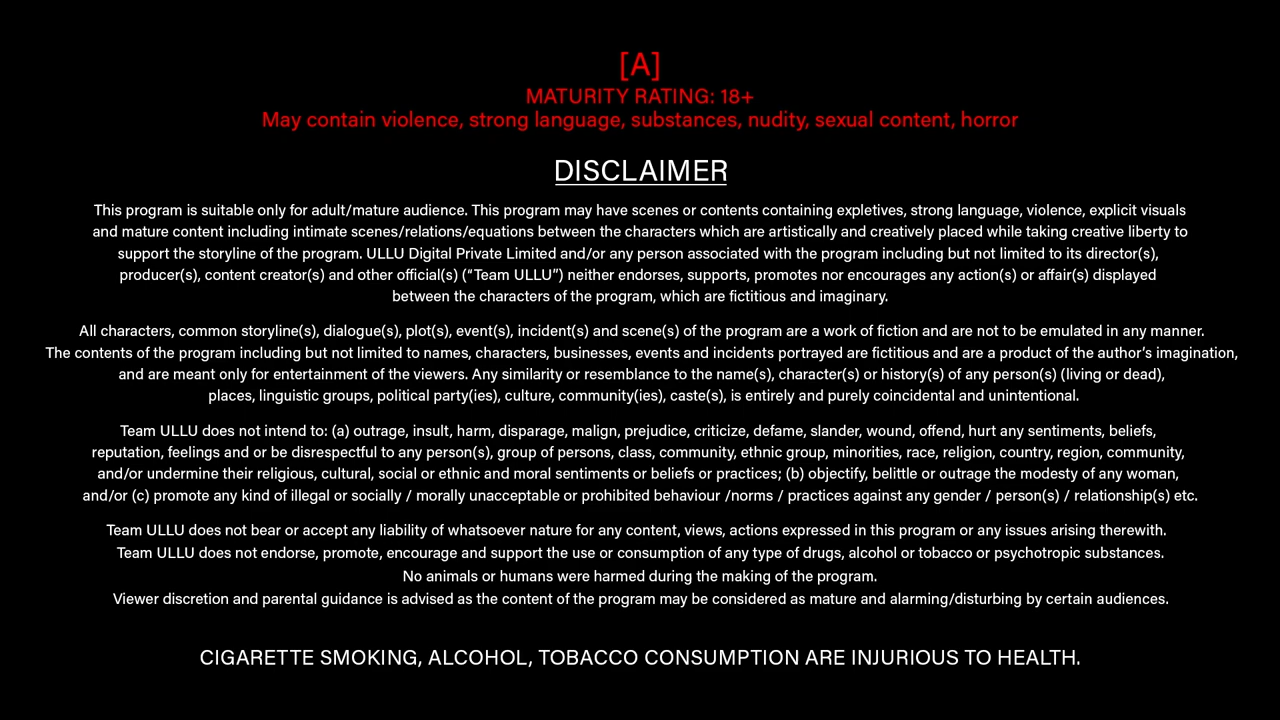 [A]
MATURITY RATING: 18+
May contain violence, strong language, substances, nudity, sexual content, horror
DISCLAIMER
This program is suitable only for adult/mature audience. This program may have scenes or contents containing expletives, strong language, violence, explicit visuals
and mature content including intimate scenes/relations/equations between the characters which are artistically and creatively placed while taking creative liberty to
support the storyline of the program. ULLU Digital Private Limited and/or any person associated with the program including but not limited to its director(s),
producer(s), content creator(s) and other official(s) (“Team ULLU”) neither endorses, supports, promotes nor encourages any action(s) or affair(s) displayed
between the characters of the program, which are fictitious and imaginary.
All characters, common storyline(s), dialogue(s), plot(s), event(s), incident(s) and scene(s) of the program are a work of fiction and are not to be emulated in any manner.
The contents of the program including but not limited to names, characters, businesses, events and incidents portrayed are fictitious and are a product of the author’s imagination,
and are meant only for entertainment of the viewers. Any similarity or resemblance to the name(s), character(s) or history(s) of any person(s) (living or dead),
places, linguistic groups, political party(ies), culture, community(ies), caste(s), is entirely and purely coincidental and unintentional.
Team ULLU does not intend to: (a) outrage, insult, harm, disparage, malign, prejudice, criticize, defame, slander, wound, offend, hurt any sentiments, beliefs,
reputation, feelings and or be disrespectful to any person(s), group of persons, class, community, ethnic group, minorities, race, religion, country, region, community,
and/or undermine their religious, cultural, social or ethnic and moral sentiments or beliefs or practices; (b) objectify, belittle or outrage the modesty of any woman,
and/or (c) promote any kind of illegal or socially / morally unacceptable or prohibited behaviour /norms / practices against any gender / person(s) / relationship(s) etc.
Team ULLU does not bear or accept any liability of whatsoever nature for any content, views, actions expressed in this program or any issues arising therewith.
Team ULLU does not endorse, promote, encourage and support the use or consumption of any type of drugs, alcohol or tobacco or psychotropic substances.
No animals or humans were harmed during the making of the program.
Viewer discretion and parental guidance is advised as the content of the program may be considered as mature and alarming/disturbing by certain audiences.
CIGARETTE SMOKING, ALCOHOL, TOBACCO CONSUMPTION ARE INJURIOUS TO HEALTH.